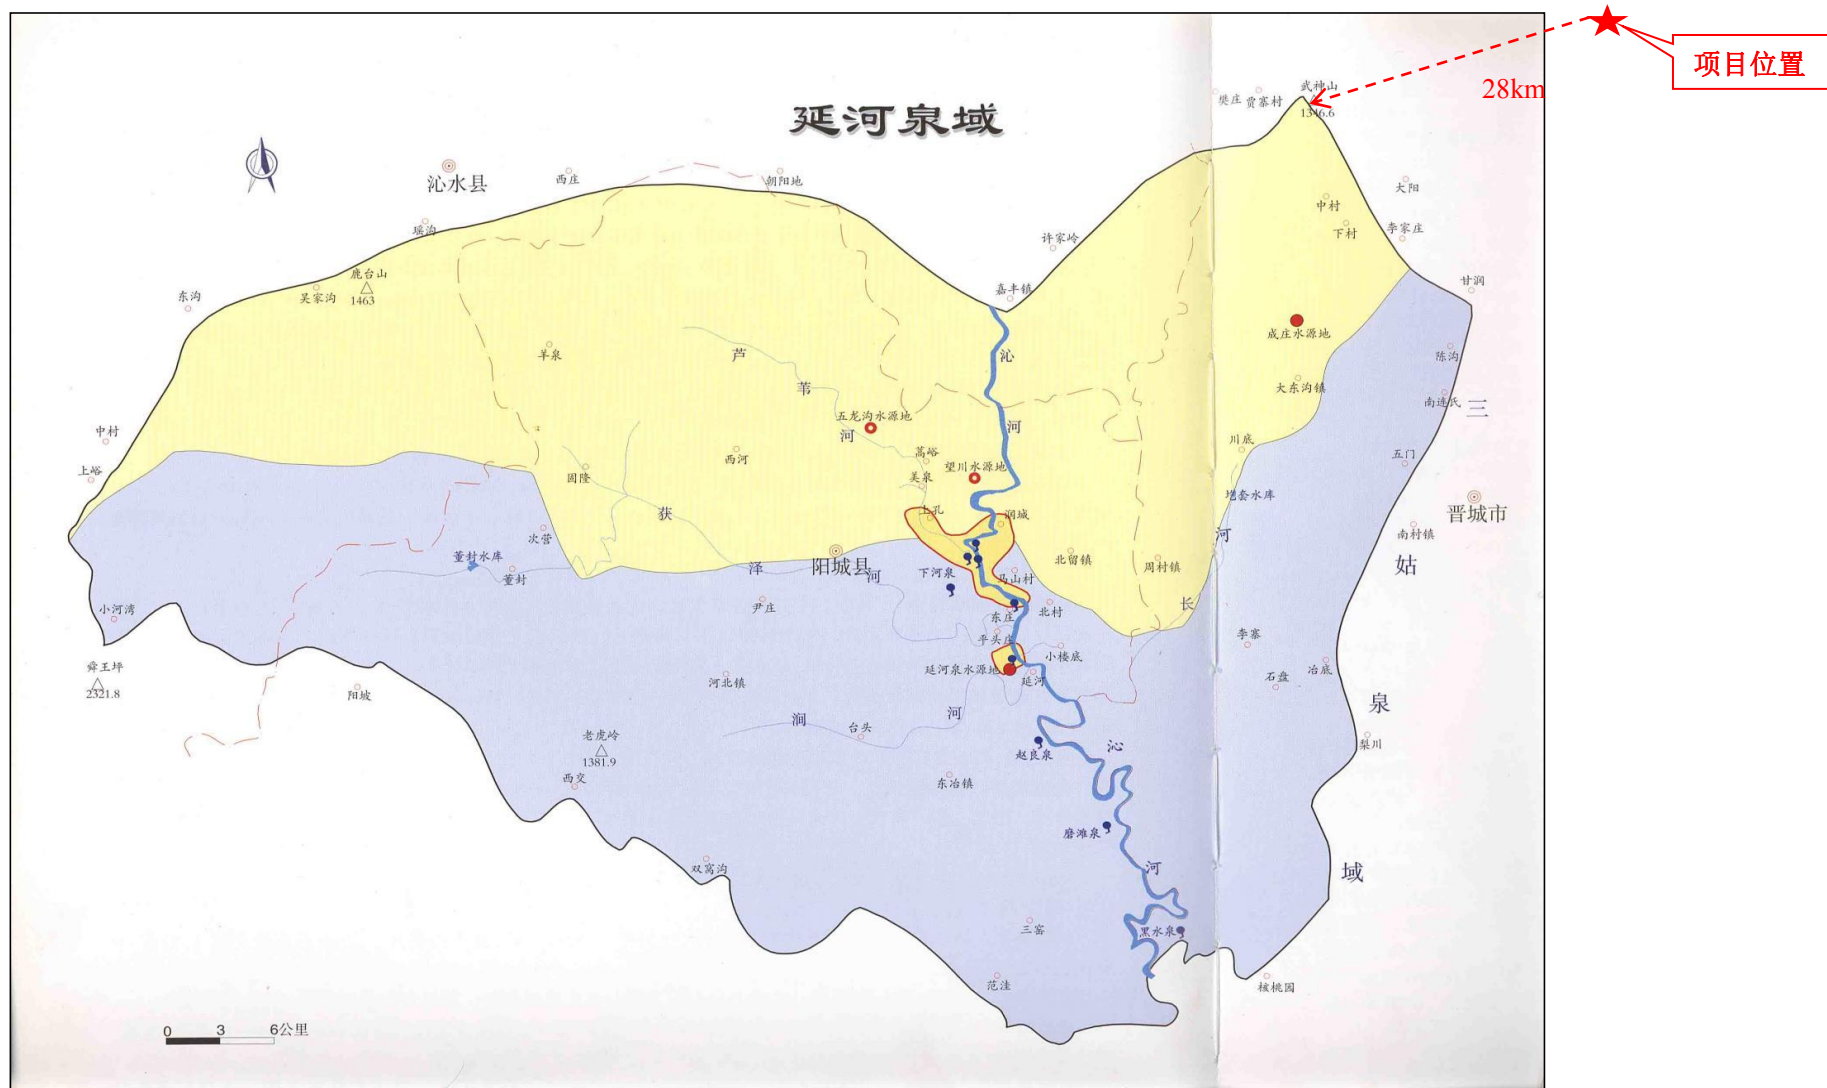 项目位置
28km
武神山
1346.6
樊庄
贾寨村
延河泉域
沁水县
西庄
朝阳地
大阳
中村
下村
李家庄
瑶沟
许家岭
鹿台山
1463
吴家沟
东沟
嘉丰镇
甘润
成庄水源地
羊泉
芦
苇
河
沁
河
陈沟
大东沟镇
南连氏
三
姑
泉
域
五龙沟水源地
中村
上峪
西河
蒿峪
美泉
望川水源地
川底
五门
固隆
获
泽
河
上孔
润城
增套水库
晋城市
南村镇
次营
董封水库
董封
阳城县
下河泉
马山村
北留镇
周村镇
河
长
小河湾
尹庄
东庄
北村
平头庄
小楼底
李寨
舜王坪
2321.8
阳坡
河北镇
延河泉水源地
延河
石盘
冶底
涧
河
台头
老虎岭
1381.9
西交
赵良泉
沁
河
梨川
东冶镇
磨滩泉
双窝沟
三窑
黑水泉
范洼
核桃园
0 3 6公里